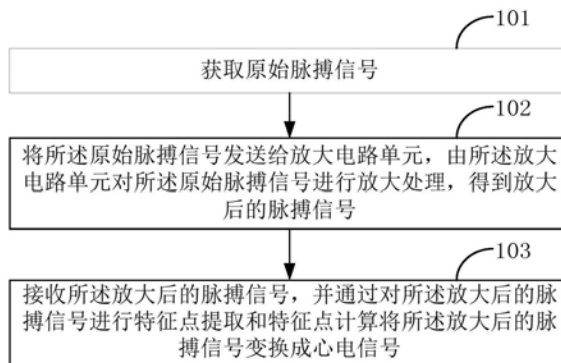 101
获取原始脉搏信号
102
将所述原始脉搏信号发送给放大电路单元，由所述放大
电路单元对所述原始脉搏信号进行放大处理，得到放大
后的脉搏信号
103
接收所述放大后的脉搏信号，并通过对所述放大后的脉
搏信号进行特征点提取和特征点计算将所述放大后的脉
搏信号变换成心电信号